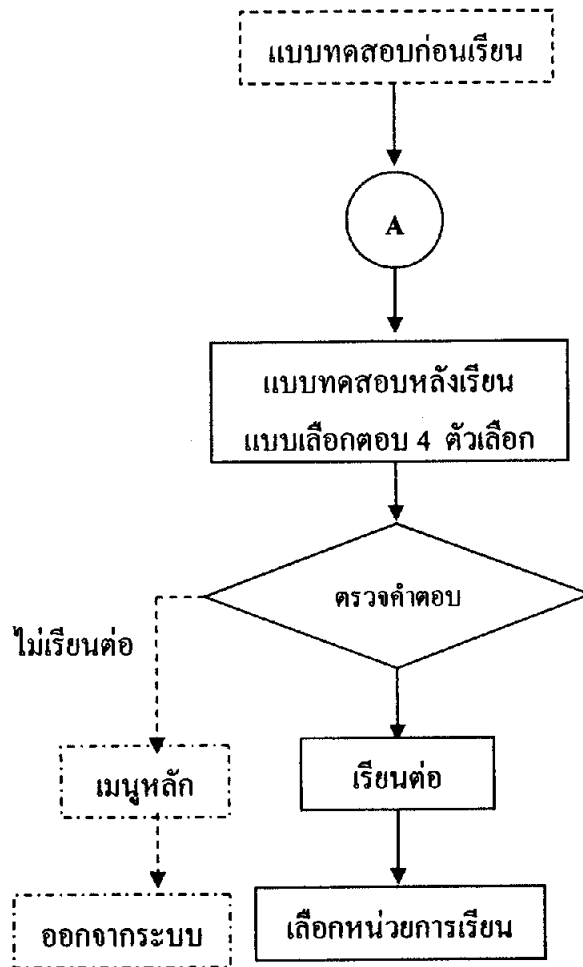 แบบทดสอบก่อนเรียน
A
แบบทดสอบหลังเรียน
แบบเลือกตอบ 4 ตัวเลือก
ตรวจคำตอบ
ไม่เรียนต่อ
เมนูหลัก
เรียนต่อ
ออกจากระบบ
เลือกหน่วยการเรียน